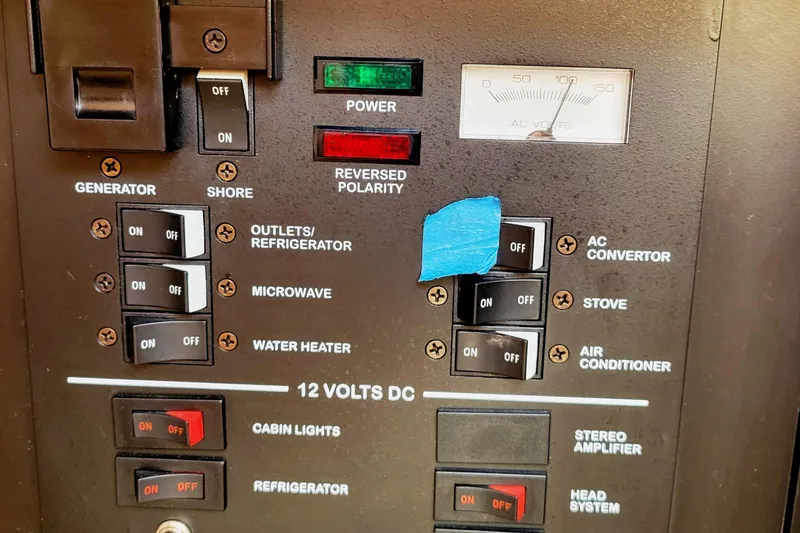 OFF
ON
GENERATOR
SHORE
POWER
REVERSED
POLARITY
0 50 100 150
AC VOLTS
ON OFF
OUTLETS/
REFRIGERATOR
ON OFF
MICROWAVE
ON OFF
WATER HEATER
OFF
AC
CONVERTOR
ON OFF
STOVE
ON OFF
AIR
CONDITIONER
12 VOLTS DC
ON OFF
CABIN LIGHTS
ON OFF
REFRIGERATOR
STEREO
AMPLIFIER
ON OFF
HEAD
SYSTEM